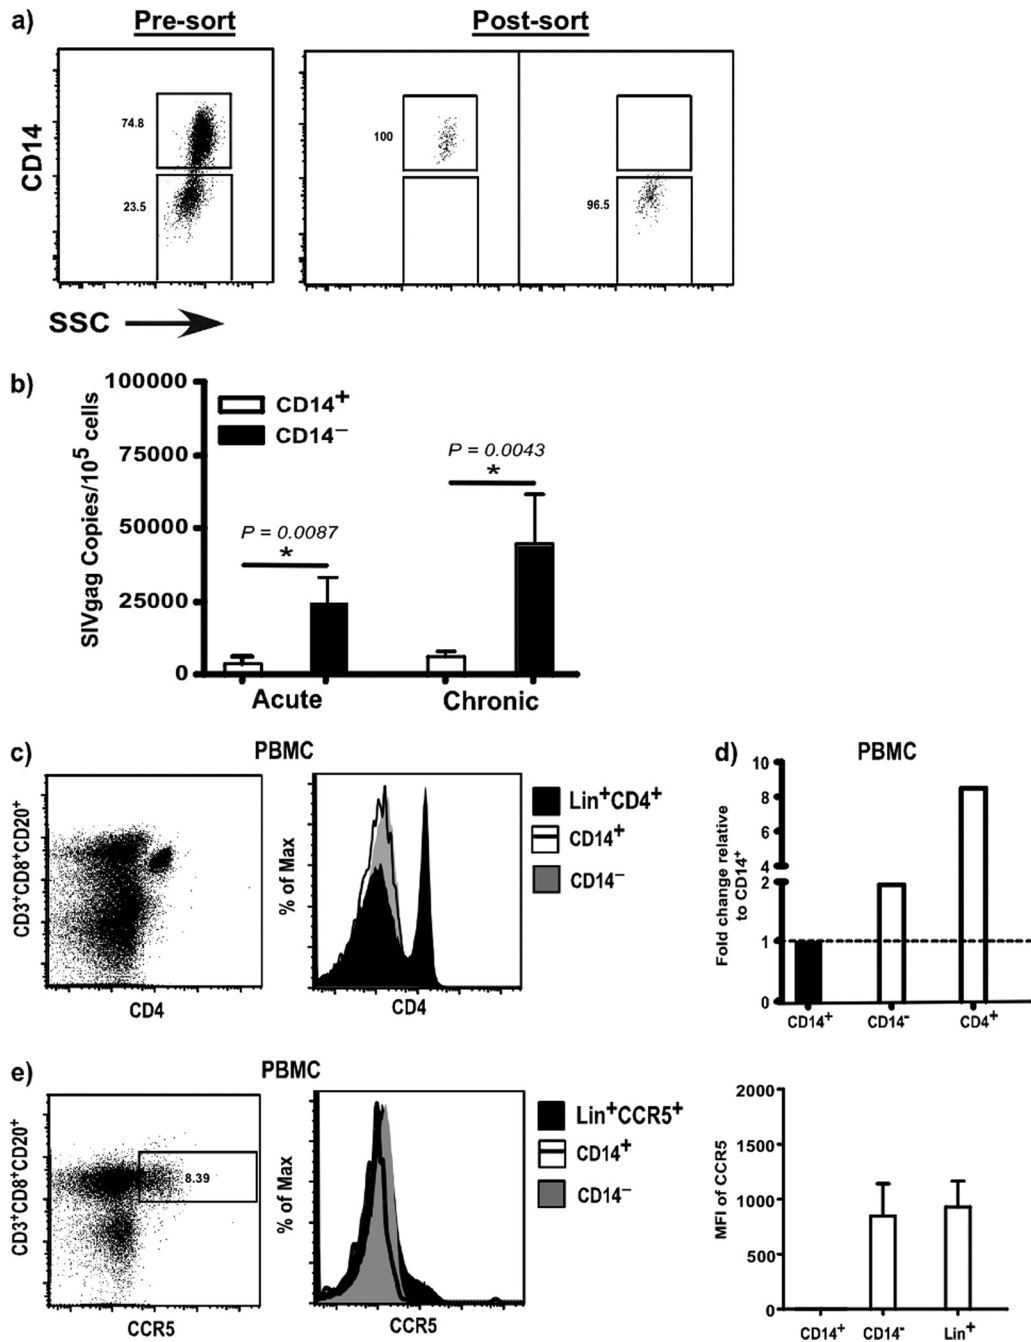 a)
Pre-sort
Post-sort
CD14
74.8
23.5
100
96.5
SSC
b)
SIVgag Copies/10⁵ cells
100000
75000
50000
25000
0
CD14⁺
CD14⁻
P = 0.0087
*
P = 0.0043
*
Acute
Chronic
c)
PBMC
CD3⁺CD8⁺CD20⁺
CD4
% of Max
CD4
Lin⁺CD4⁺
CD14⁺
CD14⁻
d)
PBMC
Fold change relative
to CD14⁺
10
8
6
4
2
1
0
CD14⁺
CD14⁻
CD4⁺
e)
PBMC
CD3⁺CD8⁺CD20⁺
8.39
CCR5
% of Max
CCR5
Lin⁺CCR5⁺
CD14⁺
CD14⁻
MFI of CCR5
2000
1500
1000
500
0
CD14⁺
CD14⁻
Lin⁺